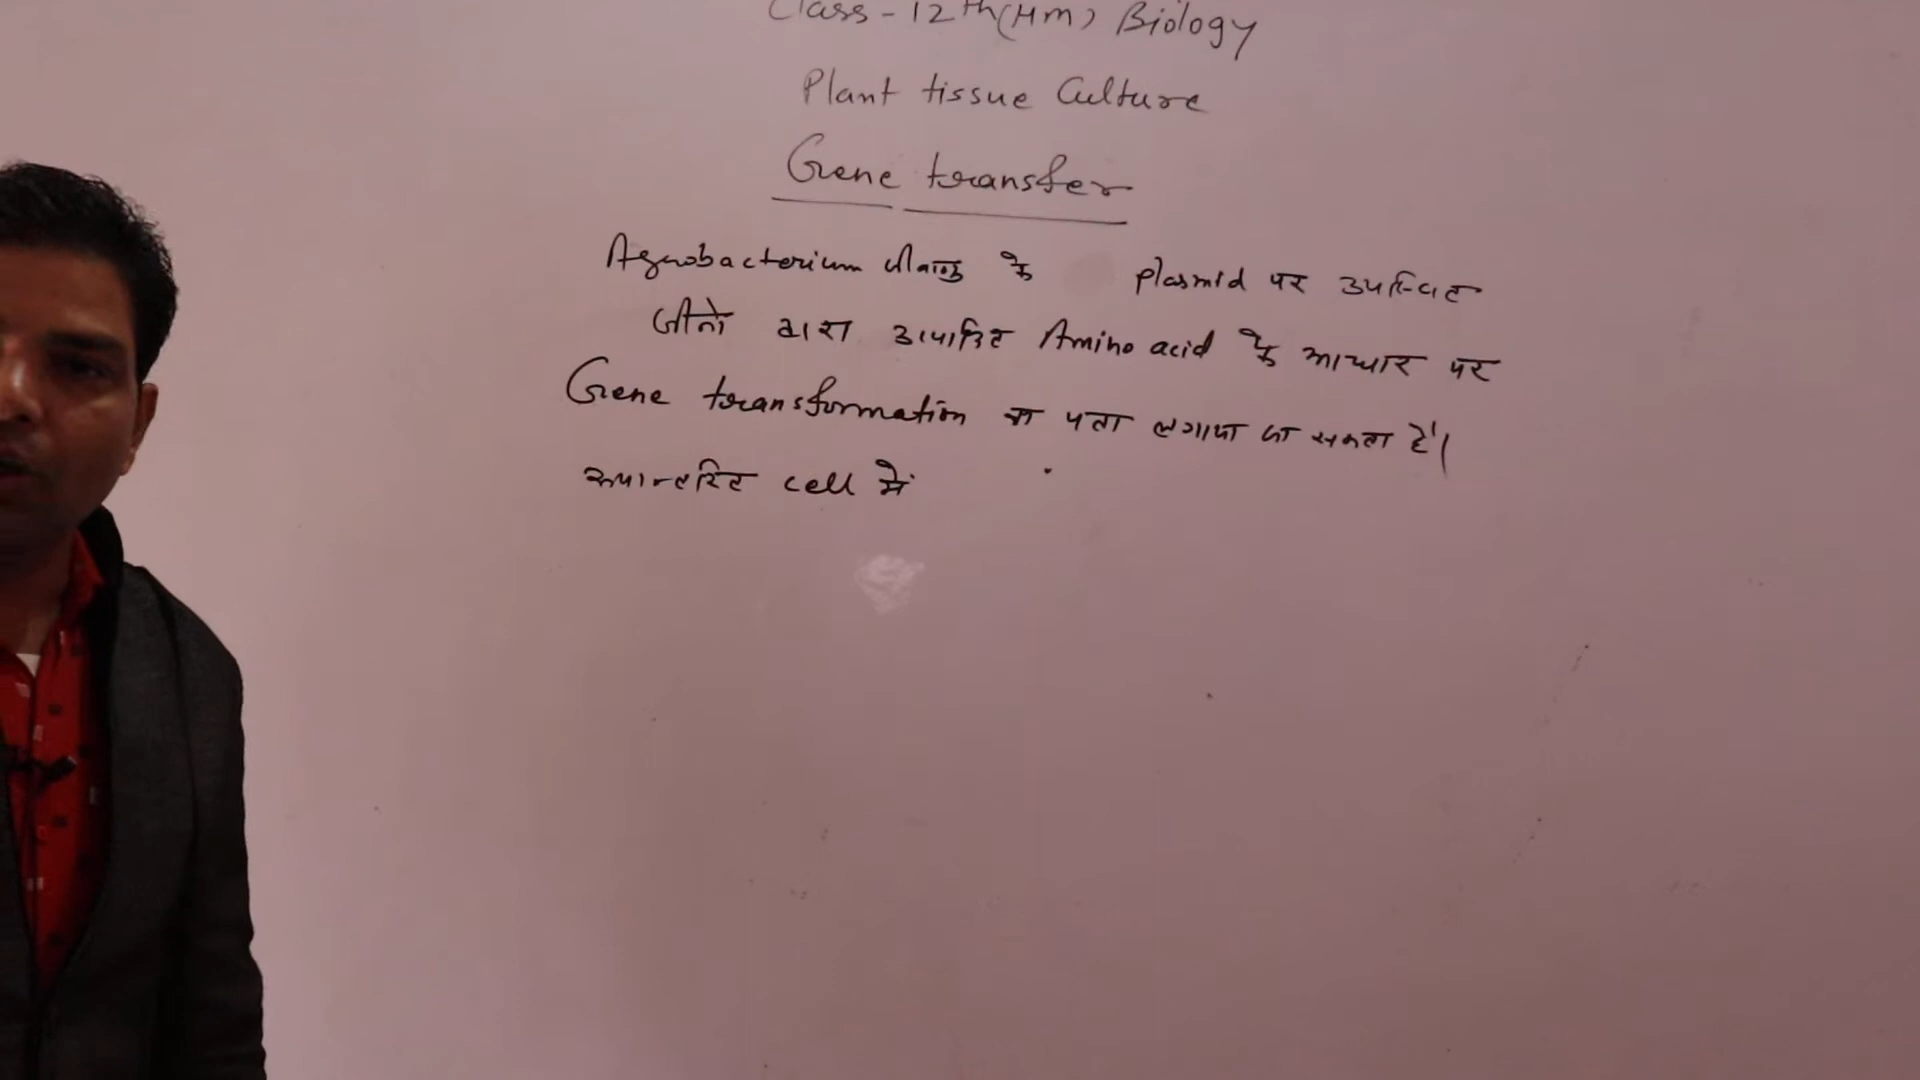 Class - 12th (Hm) Biology
Plant tissue Culture
Gene transfer
Agrobacterium जीवाणु के plasmid पर उपस्थित
जीनो द्वारा उत्पादित Amino acid के आधार पर
Gene transformation का पता लगाया जा सकता है।
रूपान्तरित cell में